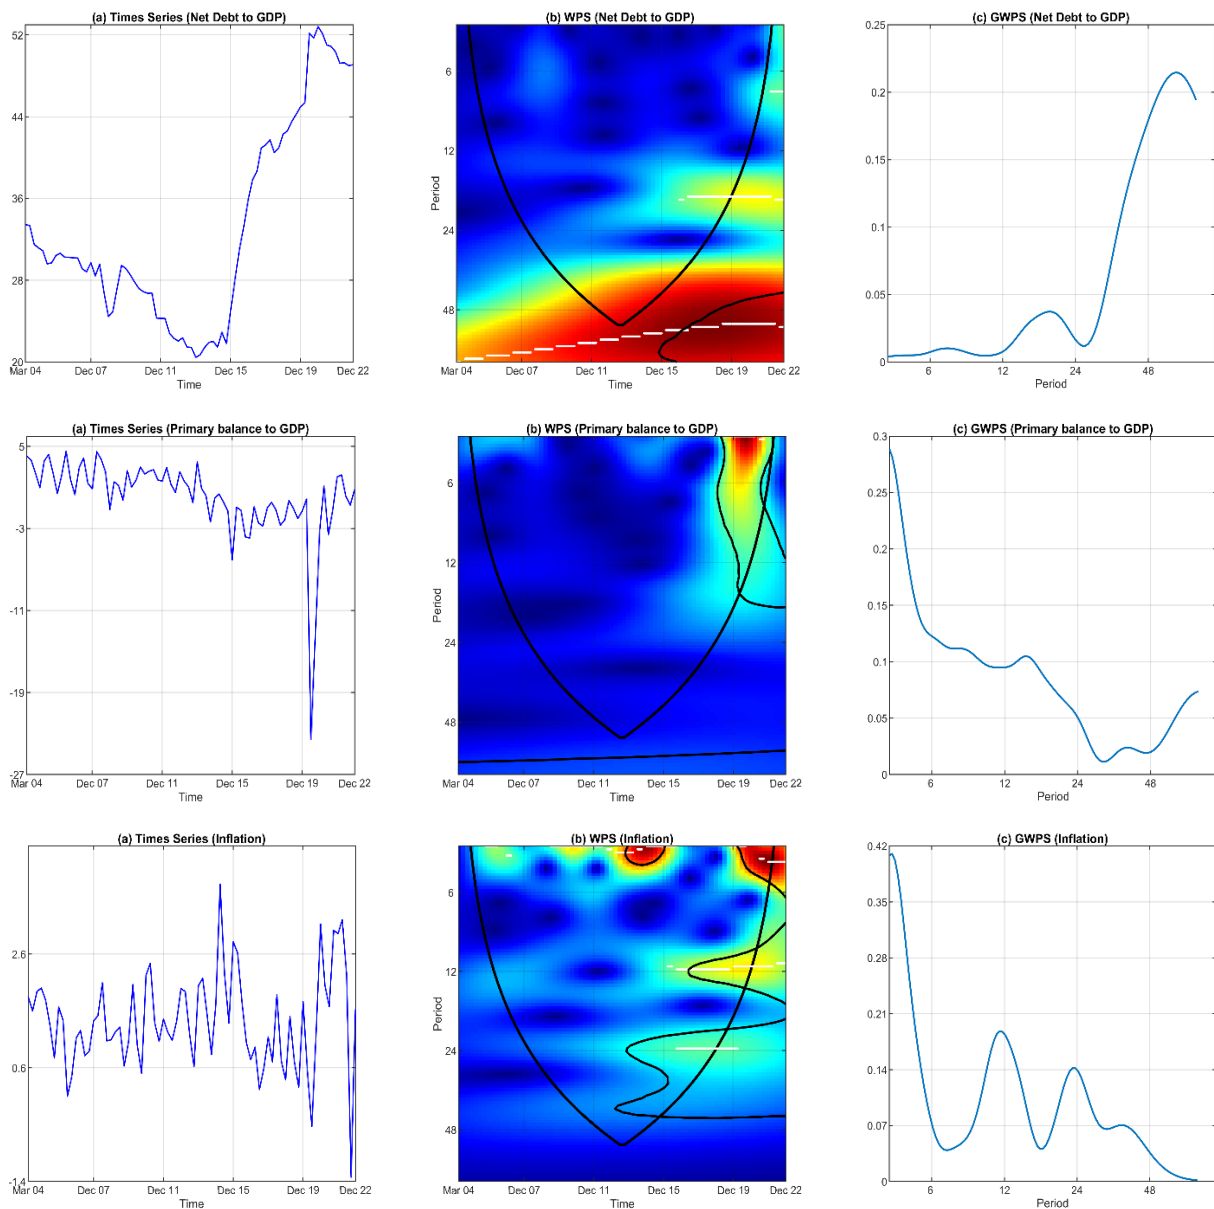 (a) Times Series (Net Debt to GDP)
52
44
36
28
20
Mar 04 Dec 07 Dec 11 Dec 15 Dec 19 Dec 22
Time
(b) WPS (Net Debt to GDP)
Period
6
12
24
48
Mar 04 Dec 07 Dec 11 Dec 15 Dec 19 Dec 22
Time
(c) GWPS (Net Debt to GDP)
0.25
0.2
0.15
0.1
0.05
0
6 12 24 48
Period
(a) Times Series (Primary balance to GDP)
5
-3
-11
-19
-27
Mar 04 Dec 07 Dec 11 Dec 15 Dec 19 Dec 22
Time
(b) WPS (Primary balance to GDP)
Period
6
12
24
48
Mar 04 Dec 07 Dec 11 Dec 15 Dec 19 Dec 22
Time
(c) GWPS (Primary balance to GDP)
0.3
0.25
0.2
0.15
0.1
0.05
0
6 12 24 48
Period
(a) Times Series (Inflation)
2.6
0.6
-1.4
Mar 04 Dec 07 Dec 11 Dec 15 Dec 19 Dec 22
Time
(b) WPS (Inflation)
Period
6
12
24
48
Mar 04 Dec 07 Dec 11 Dec 15 Dec 19 Dec 22
Time
(c) GWPS (Inflation)
0.42
0.35
0.28
0.21
0.14
0.07
0
6 12 24 48
Period